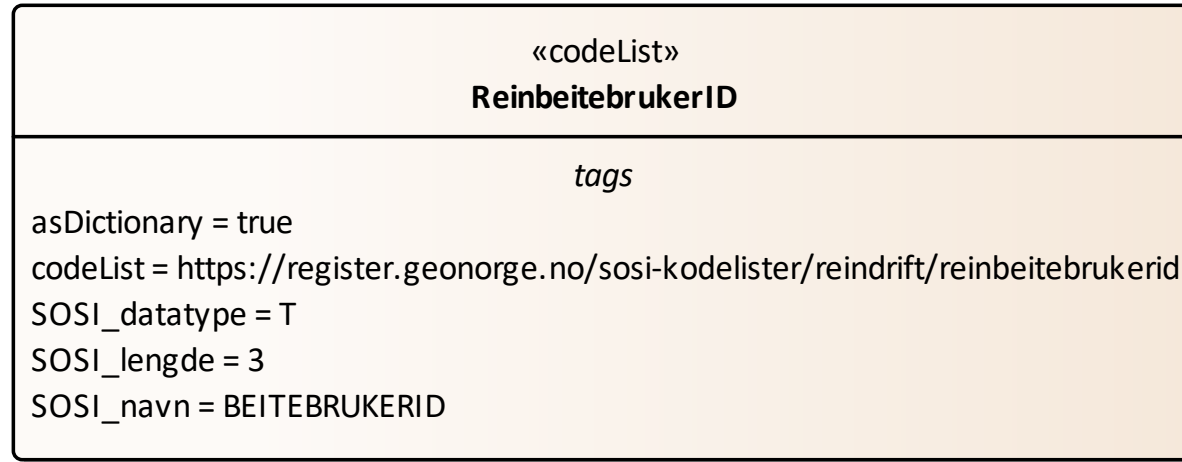 «codeList»
ReinbeitebrukerID
tags
asDictionary = true
codeList = https://register.geonorge.no/sosi-kodelister/reindrift/reinbeitebrukerid
SOSI_datatype = T
SOSI_lengde = 3
SOSI_navn = BEITEBRUKERID